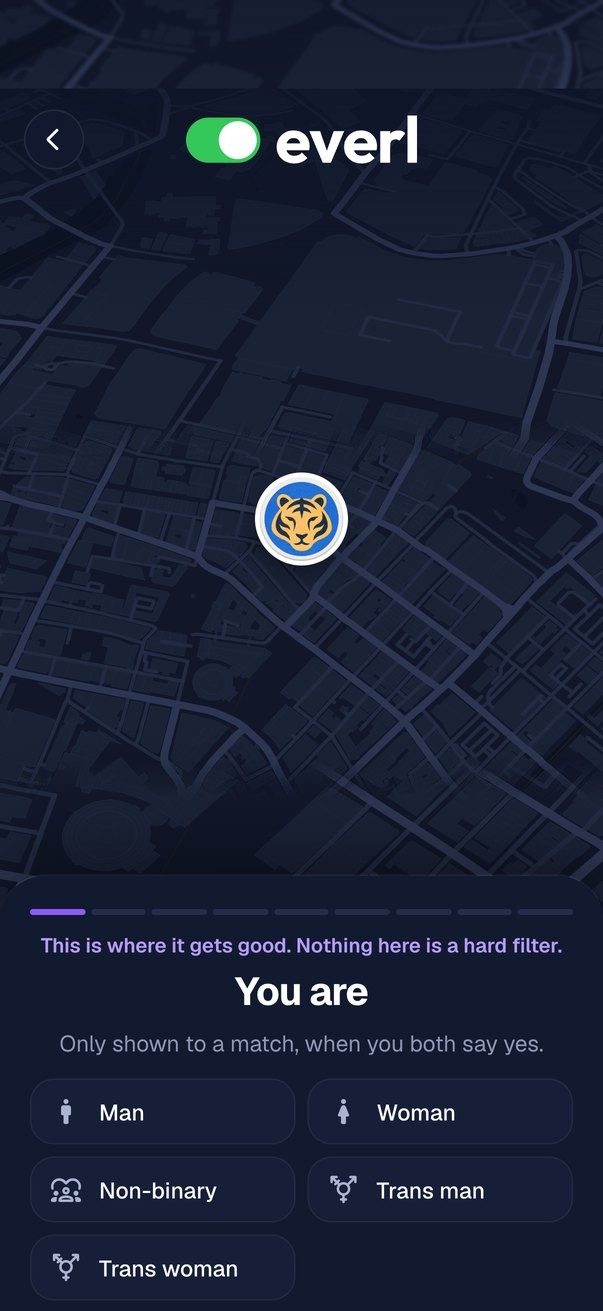 everl
This is where it gets good. Nothing here is a hard filter.
You are
Only shown to a match, when you both say yes.
Man
Woman
Non-binary
Trans man
Trans woman